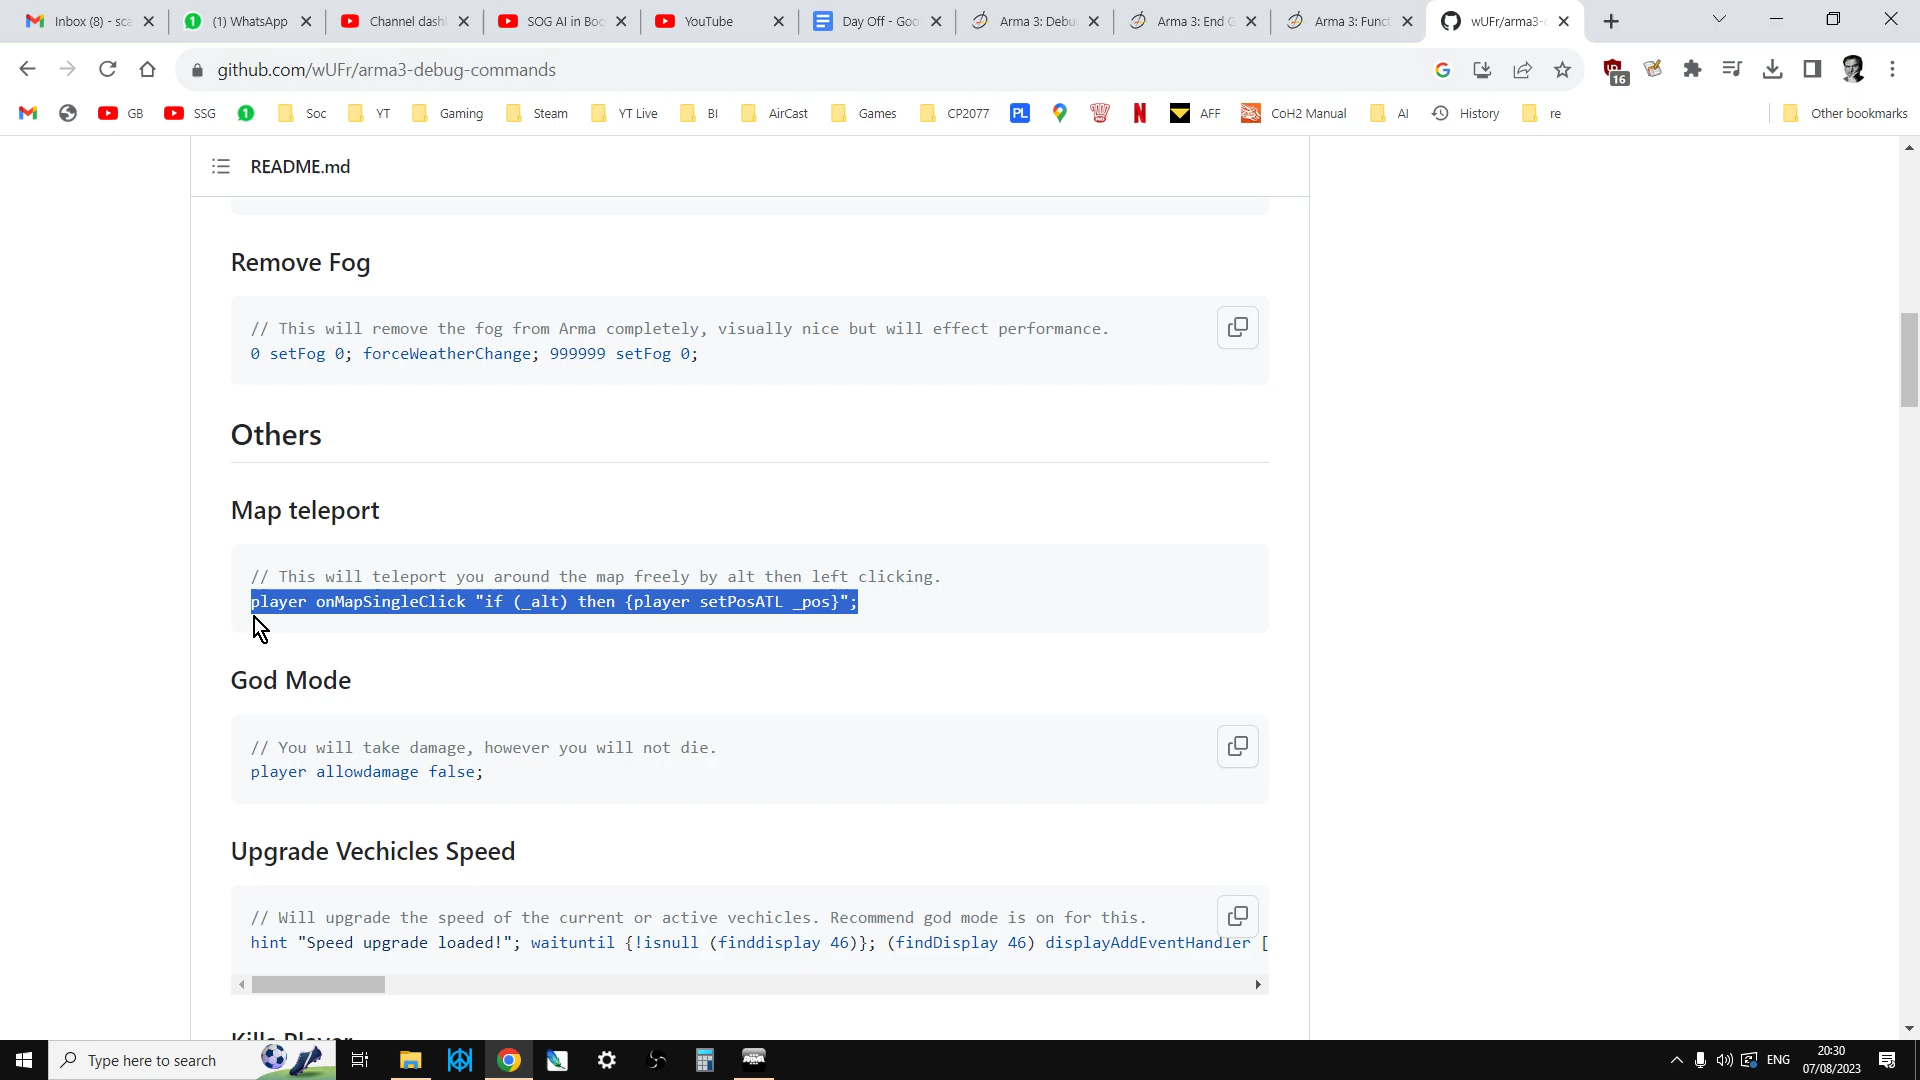 Inbox (8) - sca
(1) WhatsApp
Channel dash
SOG AI in Boo
YouTube
Day Off - Goo
Arma 3: Debu
Arma 3: End G
Arma 3: Funct
wUFr/arma3-
github.com/wUFr/arma3-debug-commands
16
GB
SSG
1
Soc
YT
Gaming
Steam
YT Live
BI
AirCast
Games
CP2077
PL
AFF
CoH2 Manual
AI
History
re
Other bookmarks
README.md
Remove Fog
// This will remove the fog from Arma completely, visually nice but will effect performance.
0 setFog 0; forceWeatherChange; 999999 setFog 0;
Others
Map teleport
// This will teleport you around the map freely by alt then left clicking.
player onMapSingleClick "if (_alt) then {player setPosATL _pos}";
God Mode
// You will take damage, however you will not die.
player allowdamage false;
Upgrade Vechicles Speed
// Will upgrade the speed of the current or active vechicles. Recommend god mode is on for this.
hint "Speed upgrade loaded!"; waituntil {!isnull (finddisplay 46)}; (findDisplay 46) displayAddEventHandler [
Kills Player
Type here to search
ENG
20:30
07/08/2023